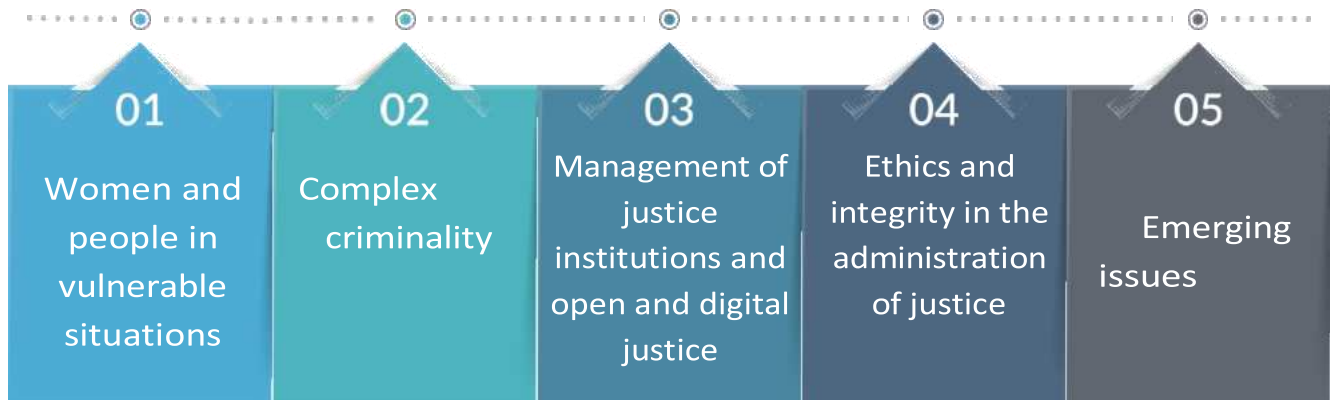 01
Women and
people in
vulnerable
situations
02
Complex
criminality
03
Management of
justice
institutions and
open and digital
justice
04
Ethics and
integrity in the
administration
of justice
05
Emerging
issues